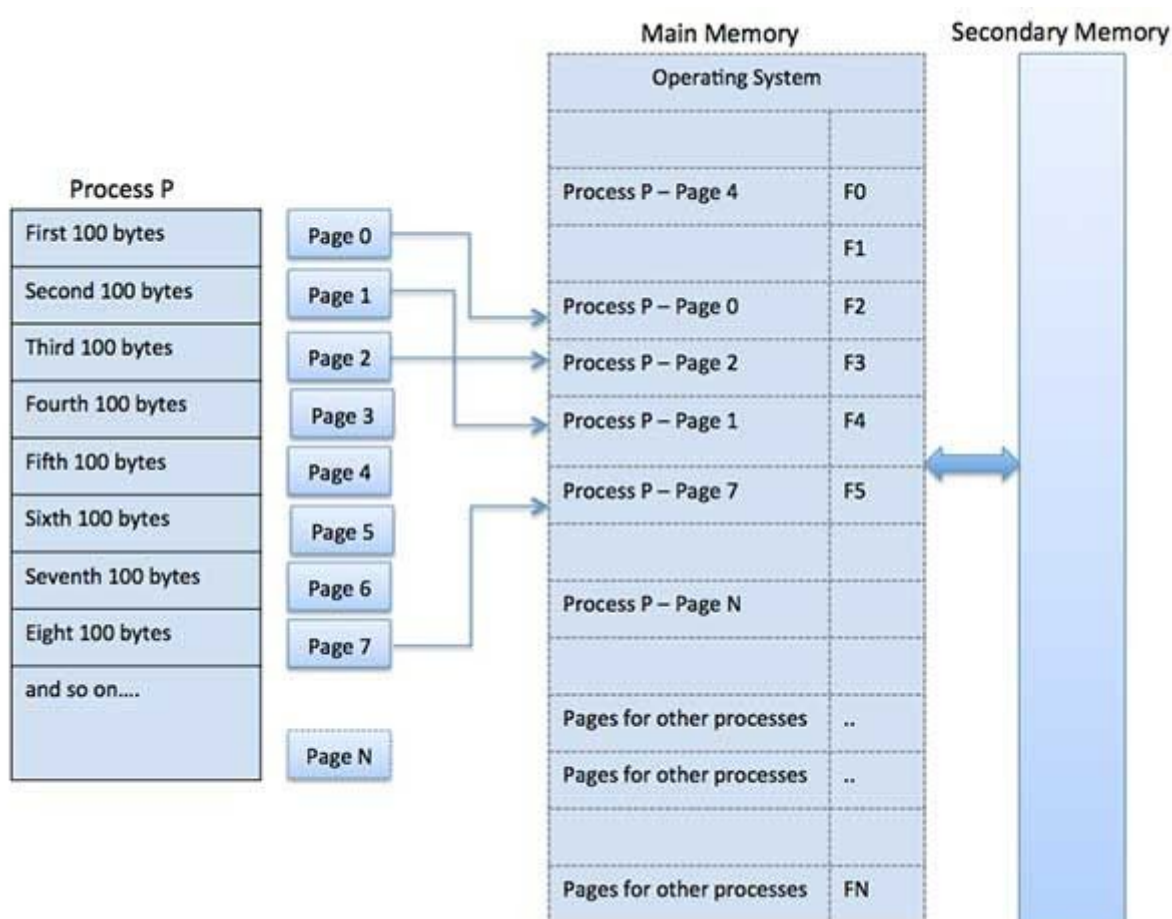 Main Memory
Secondary Memory
Operating System
Process P
First 100 bytes
Second 100 bytes
Third 100 bytes
Fourth 100 bytes
Fifth 100 bytes
Sixth 100 bytes
Seventh 100 bytes
Eight 100 bytes
and so on....
Page 0
Page 1
Page 2
Page 3
Page 4
Page 5
Page 6
Page 7
Page N
Process P – Page 4 F0
F1
Process P – Page 0 F2
Process P – Page 2 F3
Process P – Page 1 F4
Process P – Page 7 F5
Process P – Page N
Pages for other processes ..
Pages for other processes ..
Pages for other processes FN